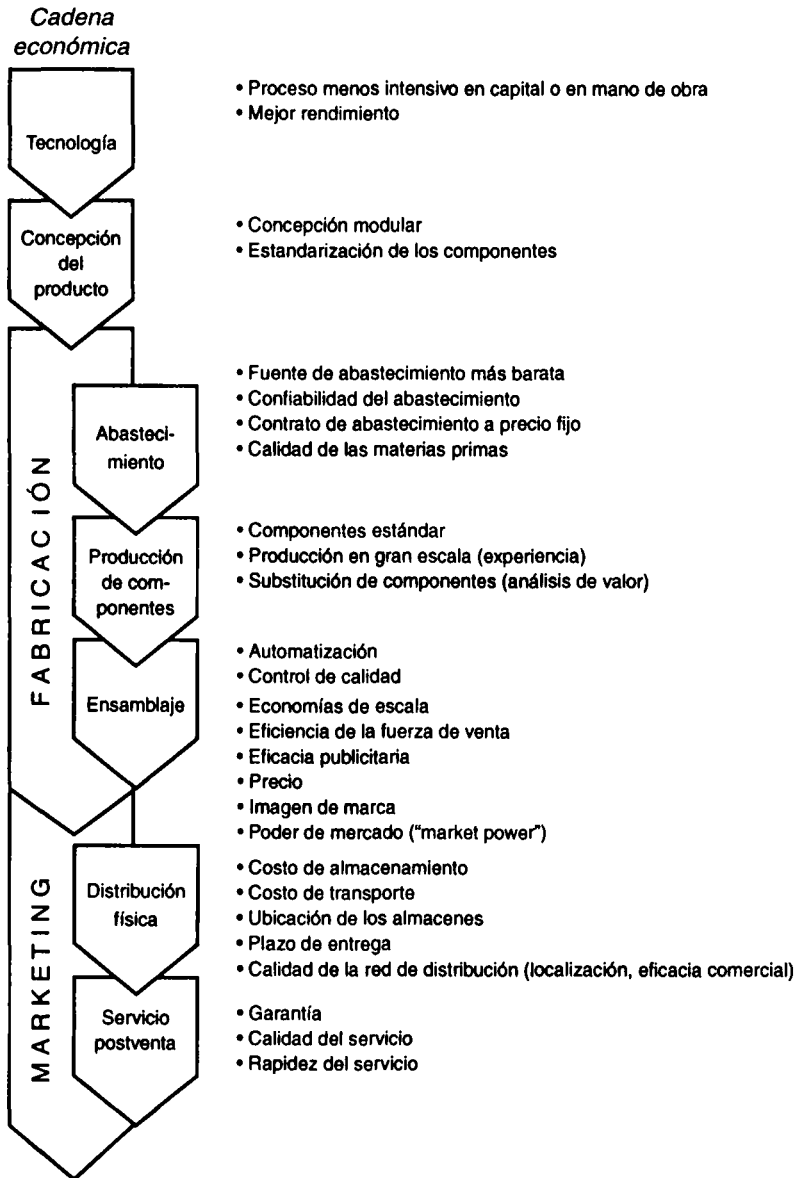 Cadena
económica
Tecnología
• Proceso menos intensivo en capital o en mano de obra
• Mejor rendimiento
Concepción
del
producto
• Concepción modular
• Estandarización de los componentes
FABRICACIÓN
Abasteci-
miento
• Fuente de abastecimiento más barata
• Confiabilidad del abastecimiento
• Contrato de abastecimiento a precio fijo
• Calidad de las materias primas
Producción
de com-
ponentes
• Componentes estándar
• Producción en gran escala (experiencia)
• Substitución de componentes (análisis de valor)
Ensamblaje
• Automatización
• Control de calidad
• Economías de escala
• Eficiencia de la fuerza de venta
• Eficacia publicitaria
• Precio
• Imagen de marca
• Poder de mercado ("market power")
MARKETING
Distribución
física
• Costo de almacenamiento
• Costo de transporte
• Ubicación de los almacenes
• Plazo de entrega
• Calidad de la red de distribución (localización, eficacia comercial)
Servicio
postventa
• Garantía
• Calidad del servicio
• Rapidez del servicio